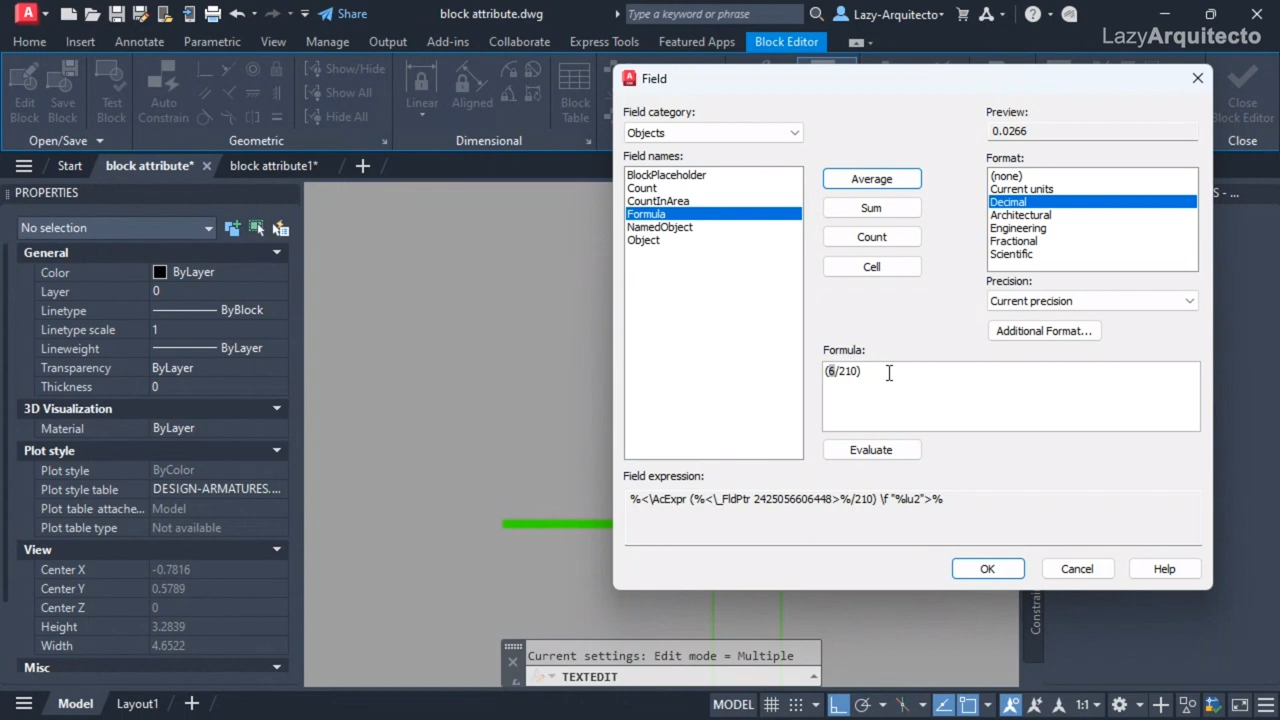 Share
block attribute.dwg
Type a keyword or phrase
Lazy-Arquitecto
LazyArquitecto
Home
Insert
Annotate
Parametric
View
Manage
Output
Add-ins
Collaborate
Express Tools
Featured Apps
Block Editor
Edit Block
Save Block
Test Block
Auto Constrain
Show/Hide
Show All
Hide All
Linear
Aligned
Block Table
Close Block Editor
Open/Save
Geometric
Dimensional
Close
Start
block attribute*
block attribute1*
PROPERTIES
No selection
General
Color ByLayer
Layer 0
Linetype ByBlock
Linetype scale 1
Lineweight ByLayer
Transparency ByLayer
Thickness 0
3D Visualization
Material ByLayer
Plot style
Plot style ByColor
Plot style table DESIGN-ARMATURES....
Plot table attache... Model
Plot table type Not available
View
Center X -0.7816
Center Y 0.5789
Center Z 0
Height 3.2839
Width 4.6522
Misc
Field
Field category:
Objects
Field names:
BlockPlaceholder
Count
CountInArea
Formula
NamedObject
Object
Average
Sum
Count
Cell
Preview:
0.0266
Format:
(none)
Current units
Decimal
Architectural
Engineering
Fractional
Scientific
Precision:
Current precision
Additional Format...
Formula:
(6/210)
Evaluate
Field expression:
%<\AcExpr (%<\_FldPtr 2425056606448>%/210) \f "%lu2">%
OK
Cancel
Help
S - ...
Constrain
Current settings: Edit mode = Multiple
TEXTEDIT
Model
Layout1
MODEL
1:1